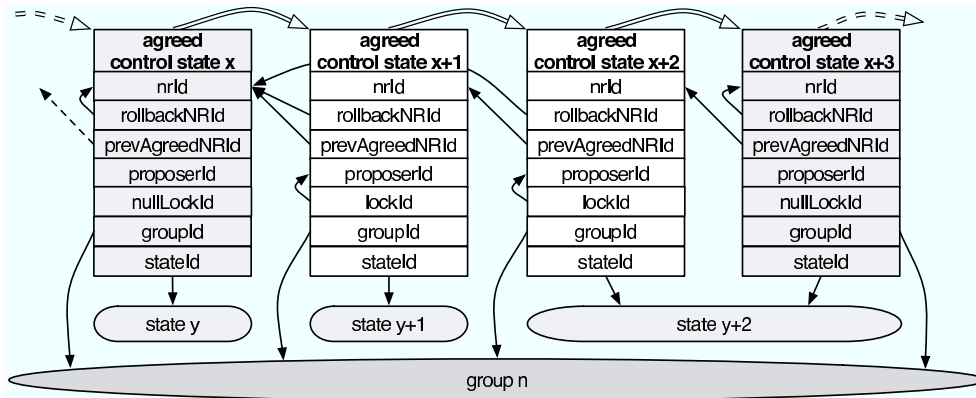 agreed
control state x
nrId
rollbackNRId
prevAgreedNRId
proposerId
nullLockId
groupId
stateId
agreed
control state x+1
nrId
rollbackNRId
prevAgreedNRId
proposerId
lockId
groupId
stateId
agreed
control state x+2
nrId
rollbackNRId
prevAgreedNRId
proposerId
lockId
groupId
stateId
agreed
control state x+3
nrId
rollbackNRId
prevAgreedNRId
proposerId
nullLockId
groupId
stateId
state y
state y+1
state y+2
group n